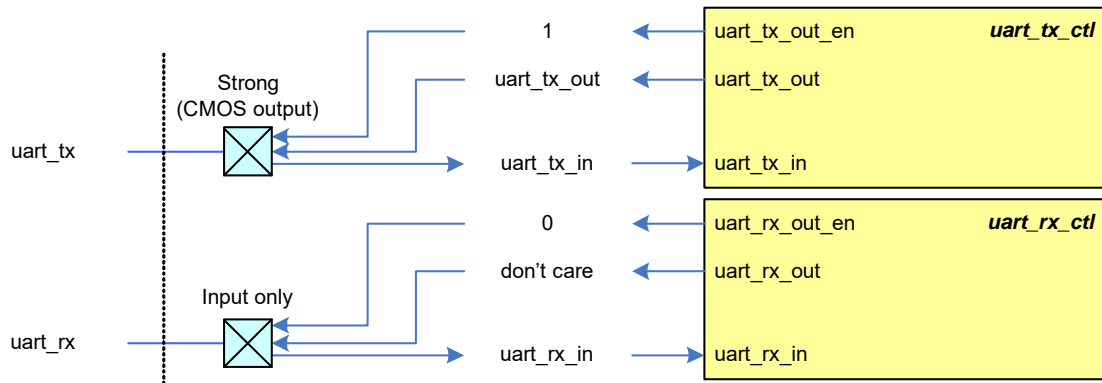 1
uart_tx_out_en
uart_tx_ctl
Strong
(CMOS output)
uart_tx_out
uart_tx_out
uart_tx
uart_tx_in
uart_tx_in
0
uart_rx_out_en
uart_rx_ctl
don't care
uart_rx_out
Input only
uart_rx
uart_rx_in
uart_rx_in